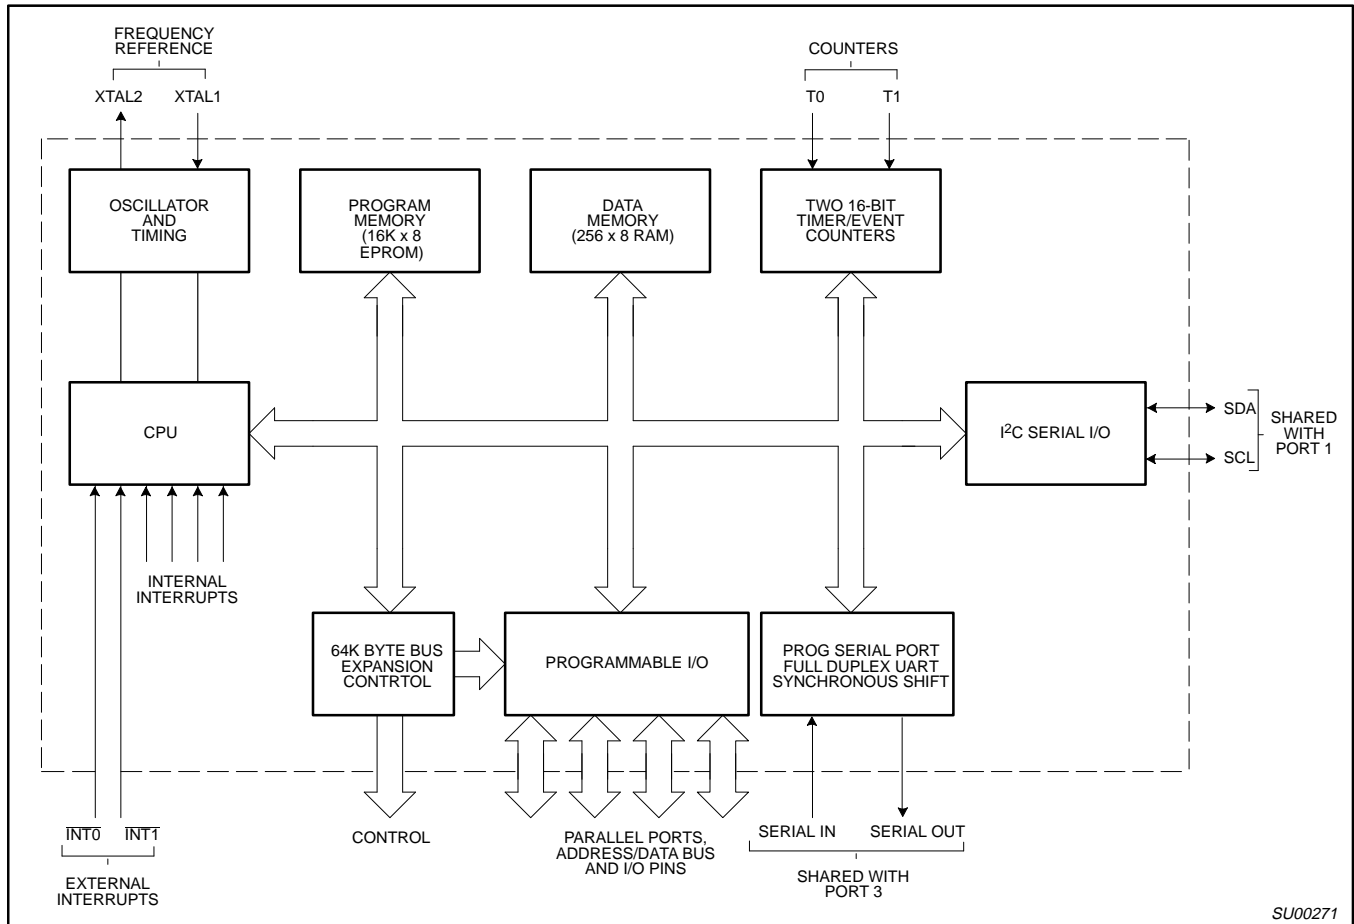 FREQUENCY
REFERENCE
COUNTERS
XTAL2
XTAL1
T0
T1
OSCILLATOR
AND
TIMING
PROGRAM
MEMORY
(16K x 8
EPROM)
DATA
MEMORY
(256 x 8 RAM)
TWO 16-BIT
TIMER/EVENT
COUNTERS
CPU
I²C SERIAL I/O
SDA
SCL
SHARED
WITH
PORT 1
INTERNAL
INTERRUPTS
64K BYTE BUS
EXPANSION
CONTRTOL
PROGRAMMABLE I/O
PROG SERIAL PORT
FULL DUPLEX UART
SYNCHRONOUS SHIFT
INT0
INT1
EXTERNAL
INTERRUPTS
CONTROL
PARALLEL PORTS,
ADDRESS/DATA BUS
AND I/O PINS
SERIAL IN
SERIAL OUT
SHARED WITH
PORT 3
SU00271